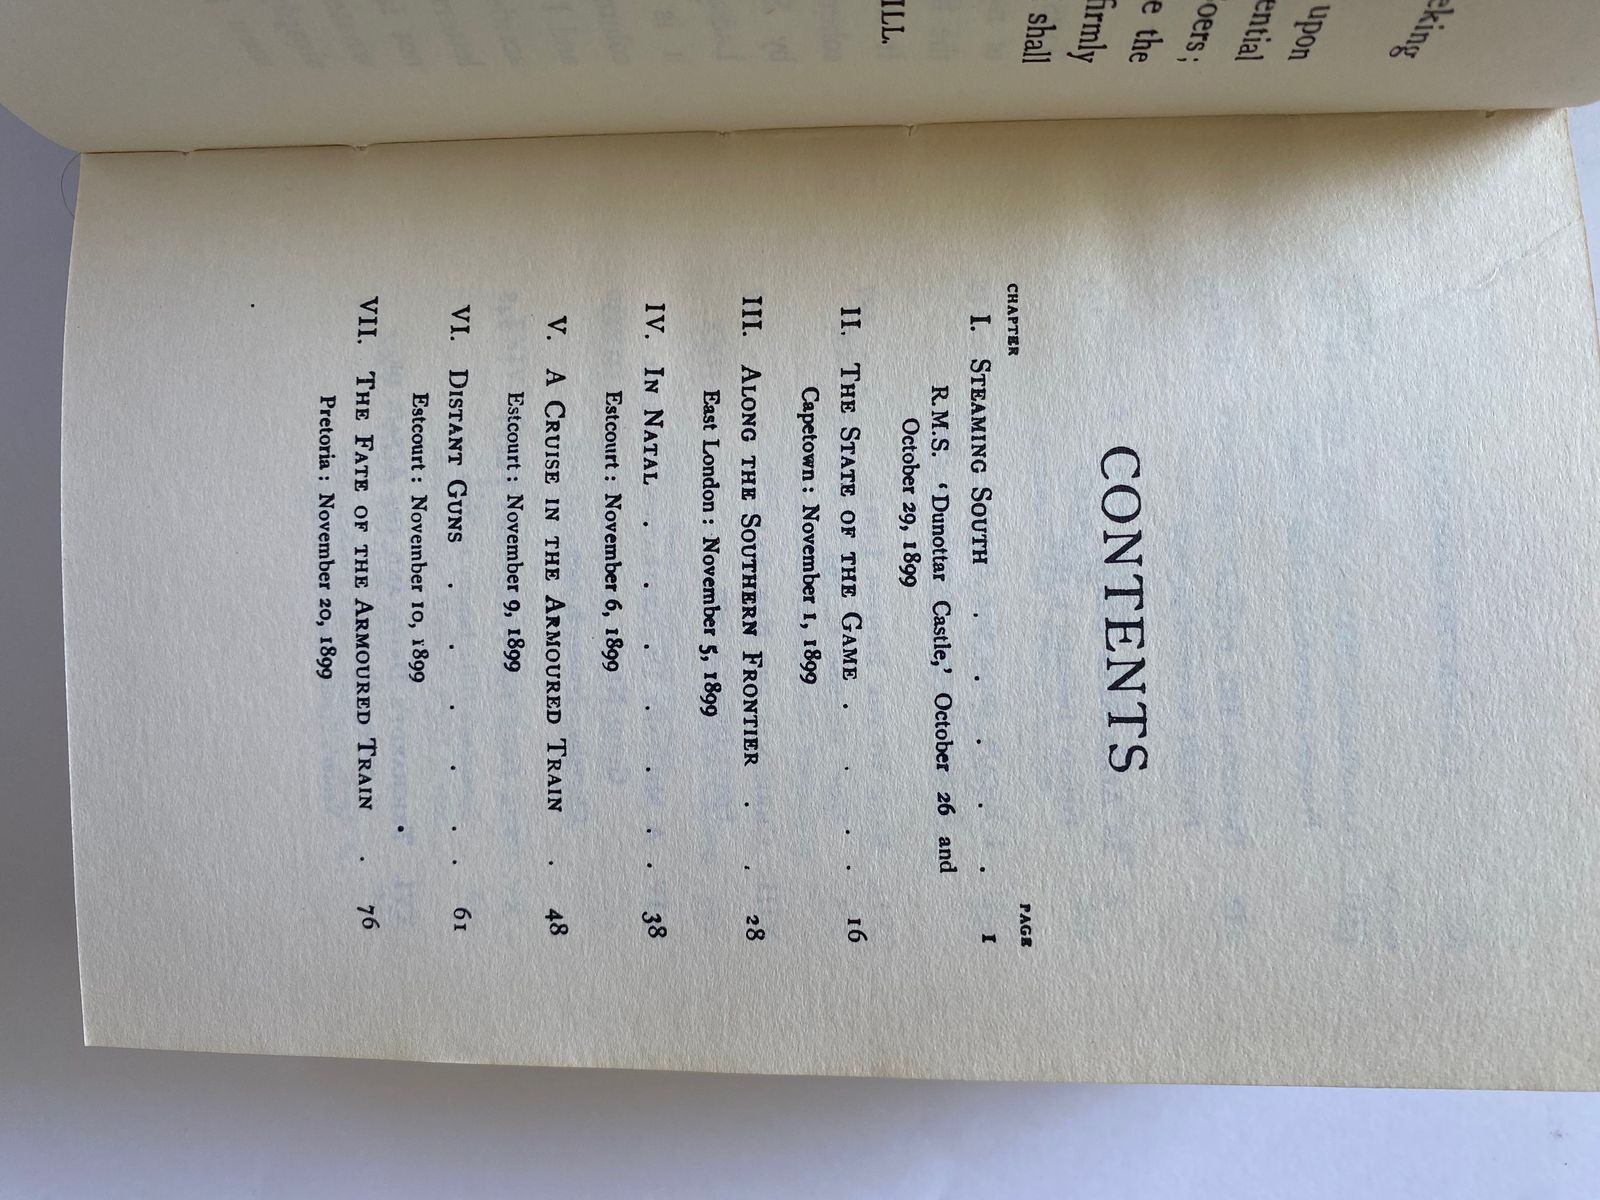 eking
upon
ential
oers;
e the
firmly
shall
ILL.
CONTENTS
CHAPTER PAGE
I. STEAMING SOUTH . . . . . 1
R.M.S. ‘Dunottar Castle,’ October 26 and
October 29, 1899
II. THE STATE OF THE GAME . . . . 16
Capetown: November 1, 1899
III. ALONG THE SOUTHERN FRONTIER . . 28
East London: November 5, 1899
IV. IN NATAL . . . . . . . 38
Estcourt: November 6, 1899
V. A CRUISE IN THE ARMOURED TRAIN . 48
Estcourt: November 9, 1899
VI. DISTANT GUNS . . . . . . 61
Estcourt: November 10, 1899
VII. THE FATE OF THE ARMOURED TRAIN . 76
Pretoria: November 20, 1899